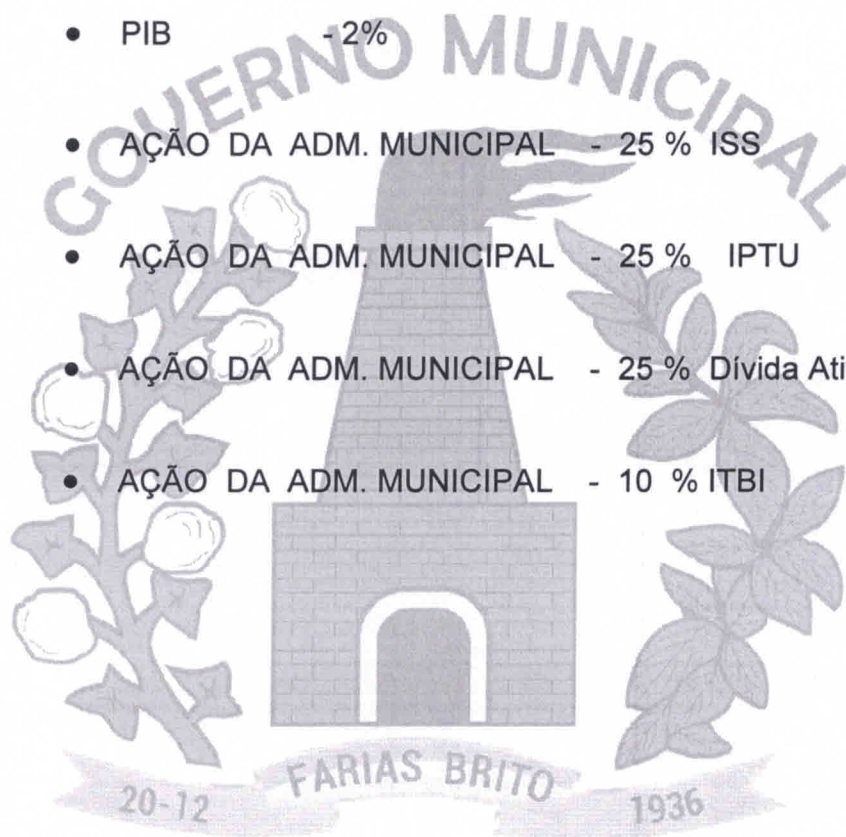 • PIB - 2%
GOVERNO MUNICIPAL
• AÇÃO DA ADM. MUNICIPAL - 25 % ISS
• AÇÃO DA ADM. MUNICIPAL - 25 % IPTU
• AÇÃO DA ADM. MUNICIPAL - 25 % Dívida Ati
• AÇÃO DA ADM. MUNICIPAL - 10 % ITBI
FARIAS BRITO
20-12 1936